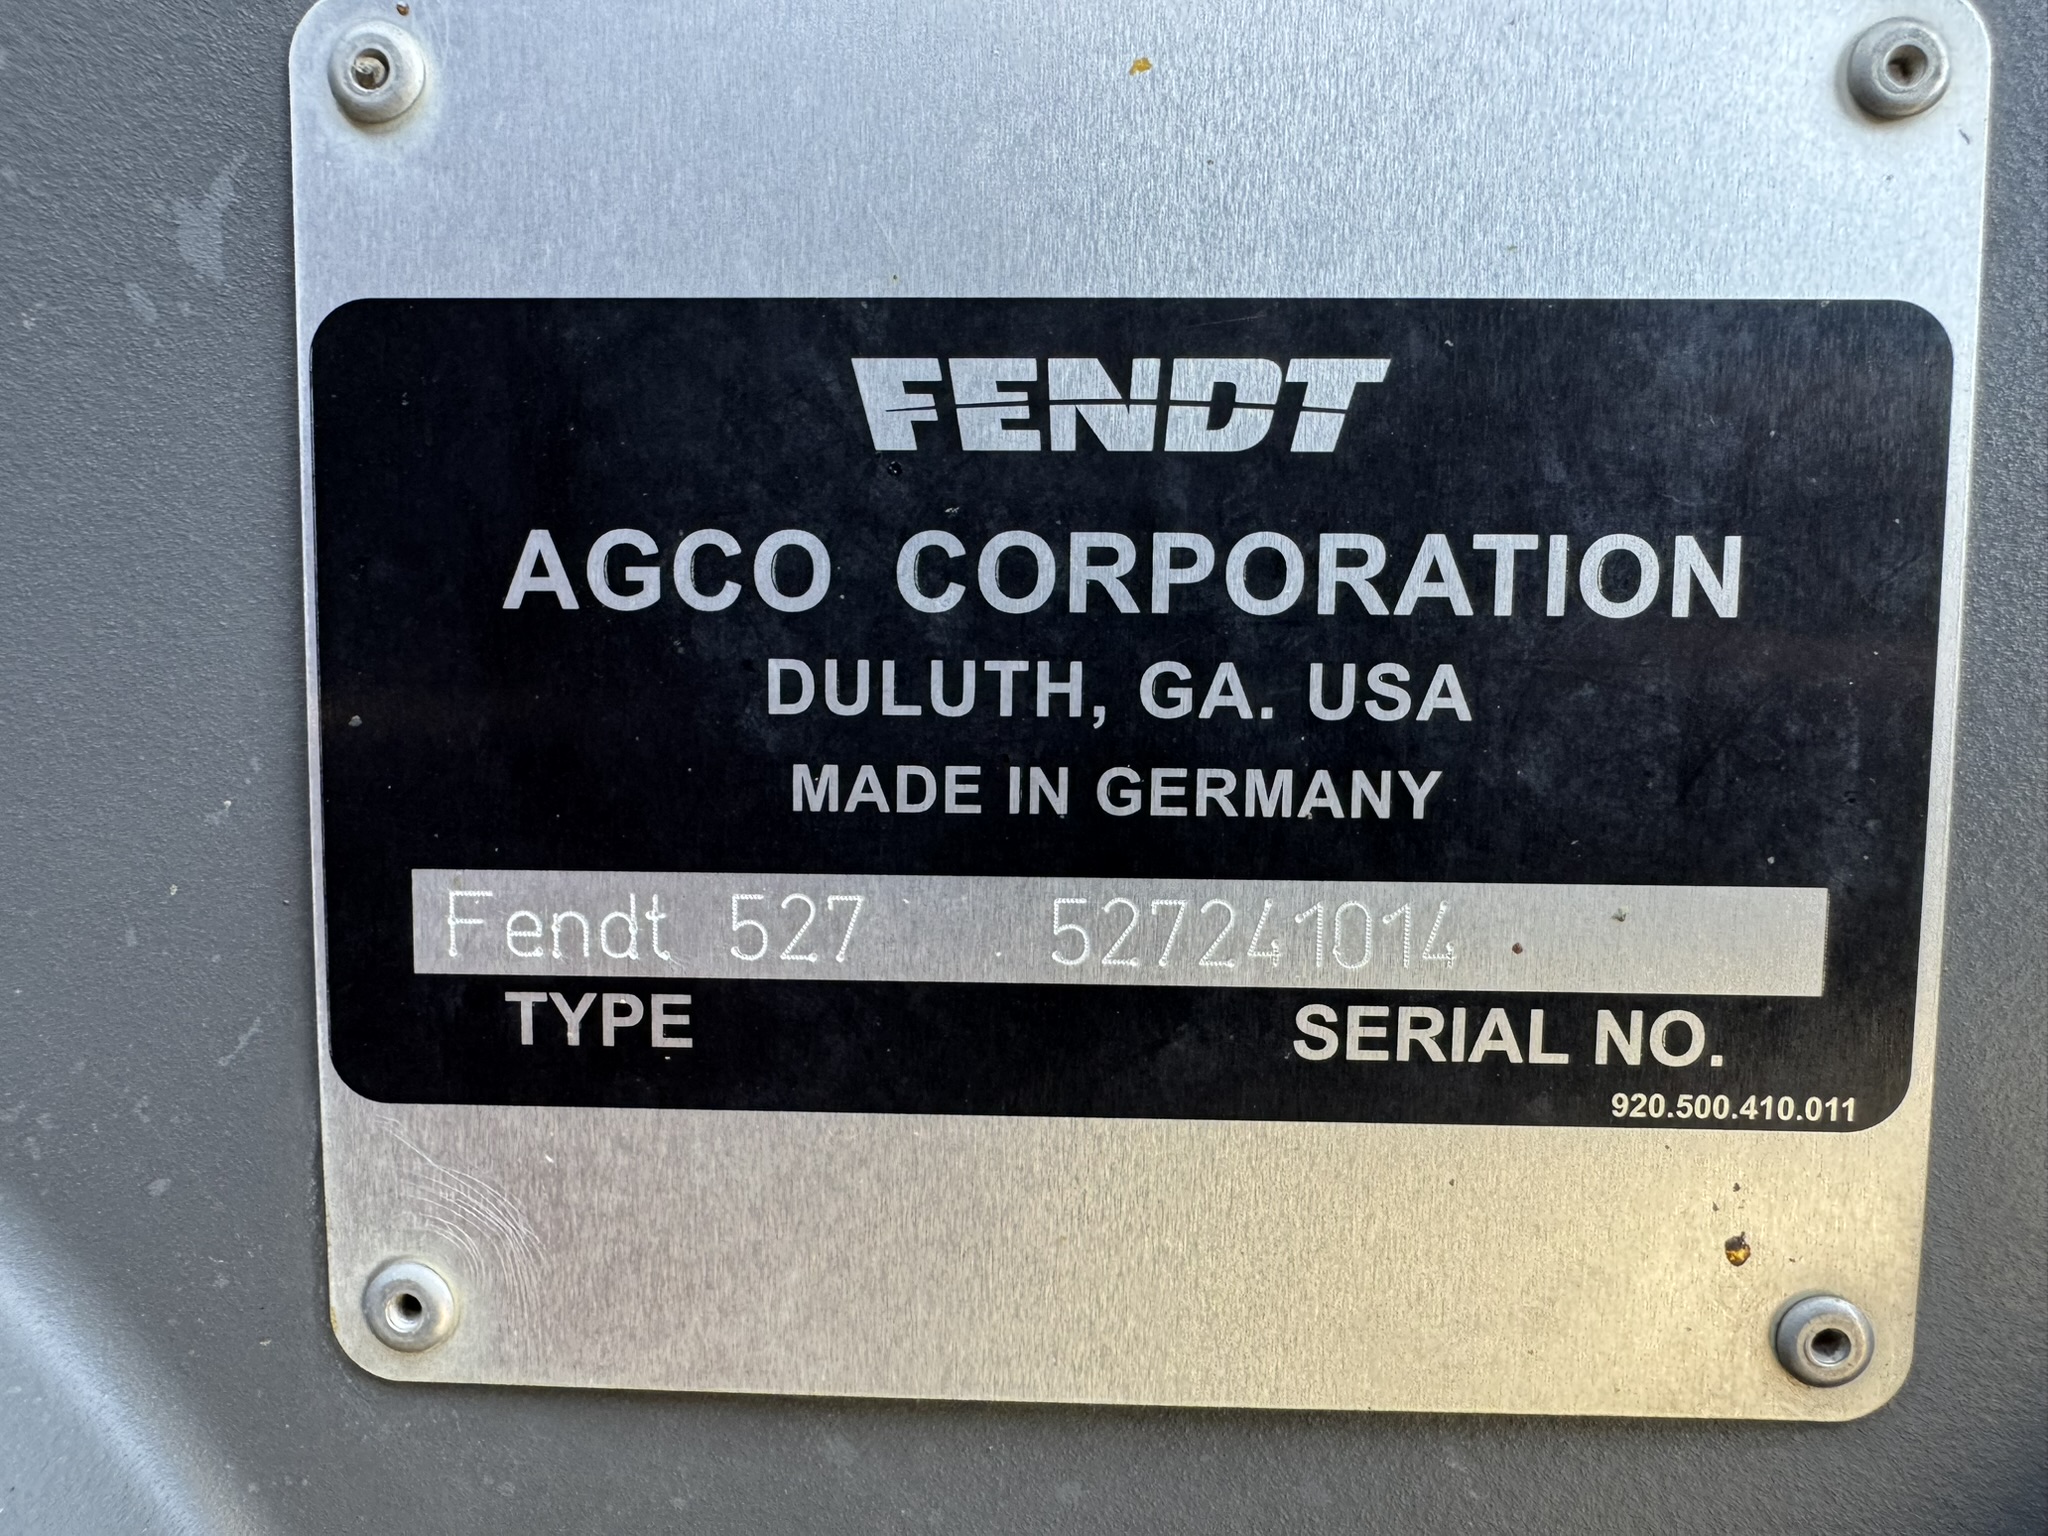 FENDT
AGCO CORPORATION
DULUTH, GA. USA
MADE IN GERMANY
Fendt 527 527241014
TYPE SERIAL NO.
920.500.410.011